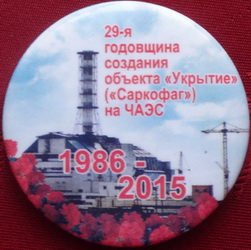 29-я
годовщина
создания
объекта «Укрытие»
(«Саркофаг»)
на ЧАЭС
1986 -
2015